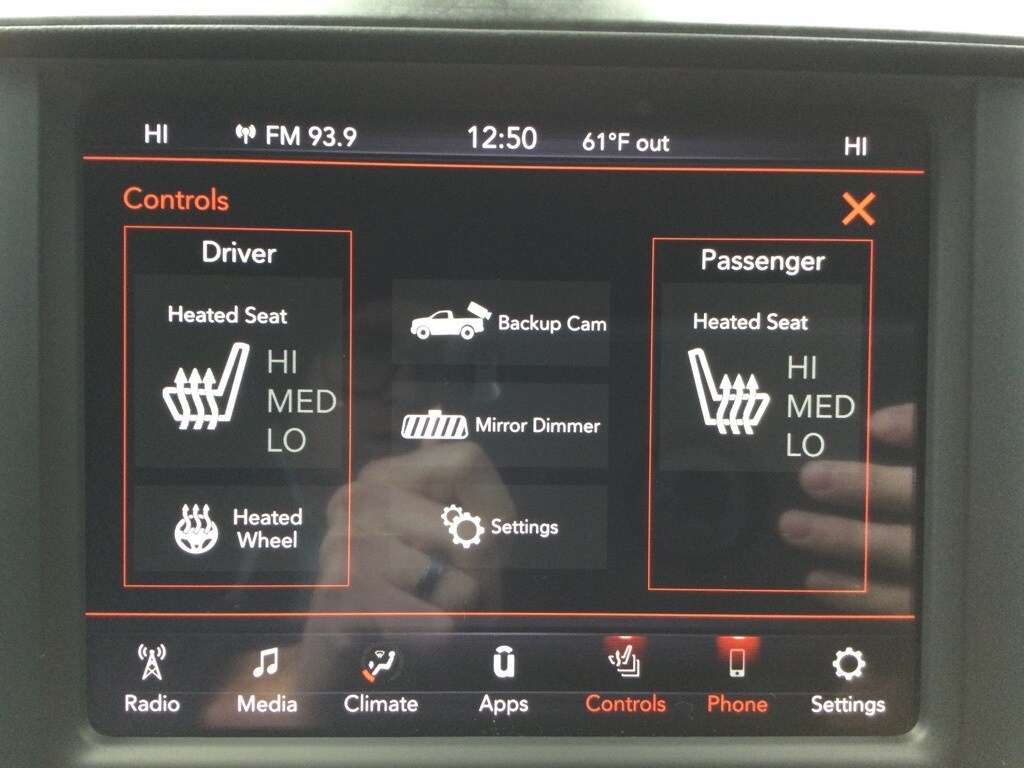 HI FM 93.9 12:50 61°F out HI
Controls
Driver
Heated Seat
HI
MED
LO
Heated
Wheel
Backup Cam
Mirror Dimmer
Settings
Passenger
Heated Seat
HI
MED
LO
Radio Media Climate Apps Controls Phone Settings